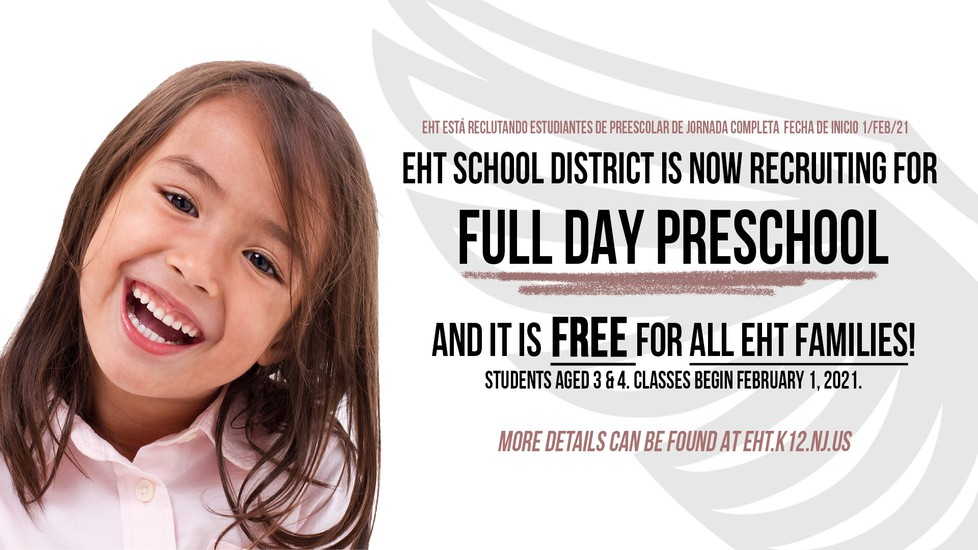 EHT ESTÁ RECLUTANDO ESTUDIANTES DE PREESCOLAR DE JORNADA COMPLETA FECHA DE INICIO 1/FEB/21
EHT SCHOOL DISTRICT IS NOW RECRUITING FOR
FULL DAY PRESCHOOL
AND IT IS FREE FOR ALL EHT FAMILIES!
STUDENTS AGED 3 & 4. CLASSES BEGIN FEBRUARY 1, 2021.
MORE DETAILS CAN BE FOUND AT EHT.K12.NJ.US